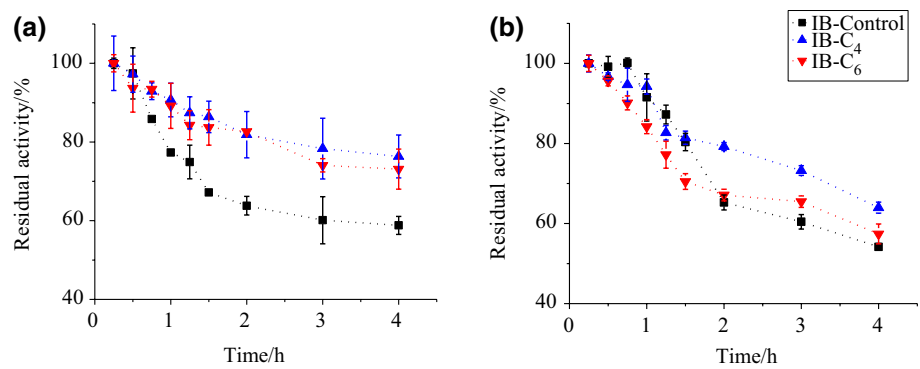 (a)
Residual activity/%
100
80
60
40
0 1 2 3 4
Time/h
(b)
Residual activity/%
100
80
60
40
0 1 2 3 4
Time/h
IB-Control
IB-C₄
IB-C₆